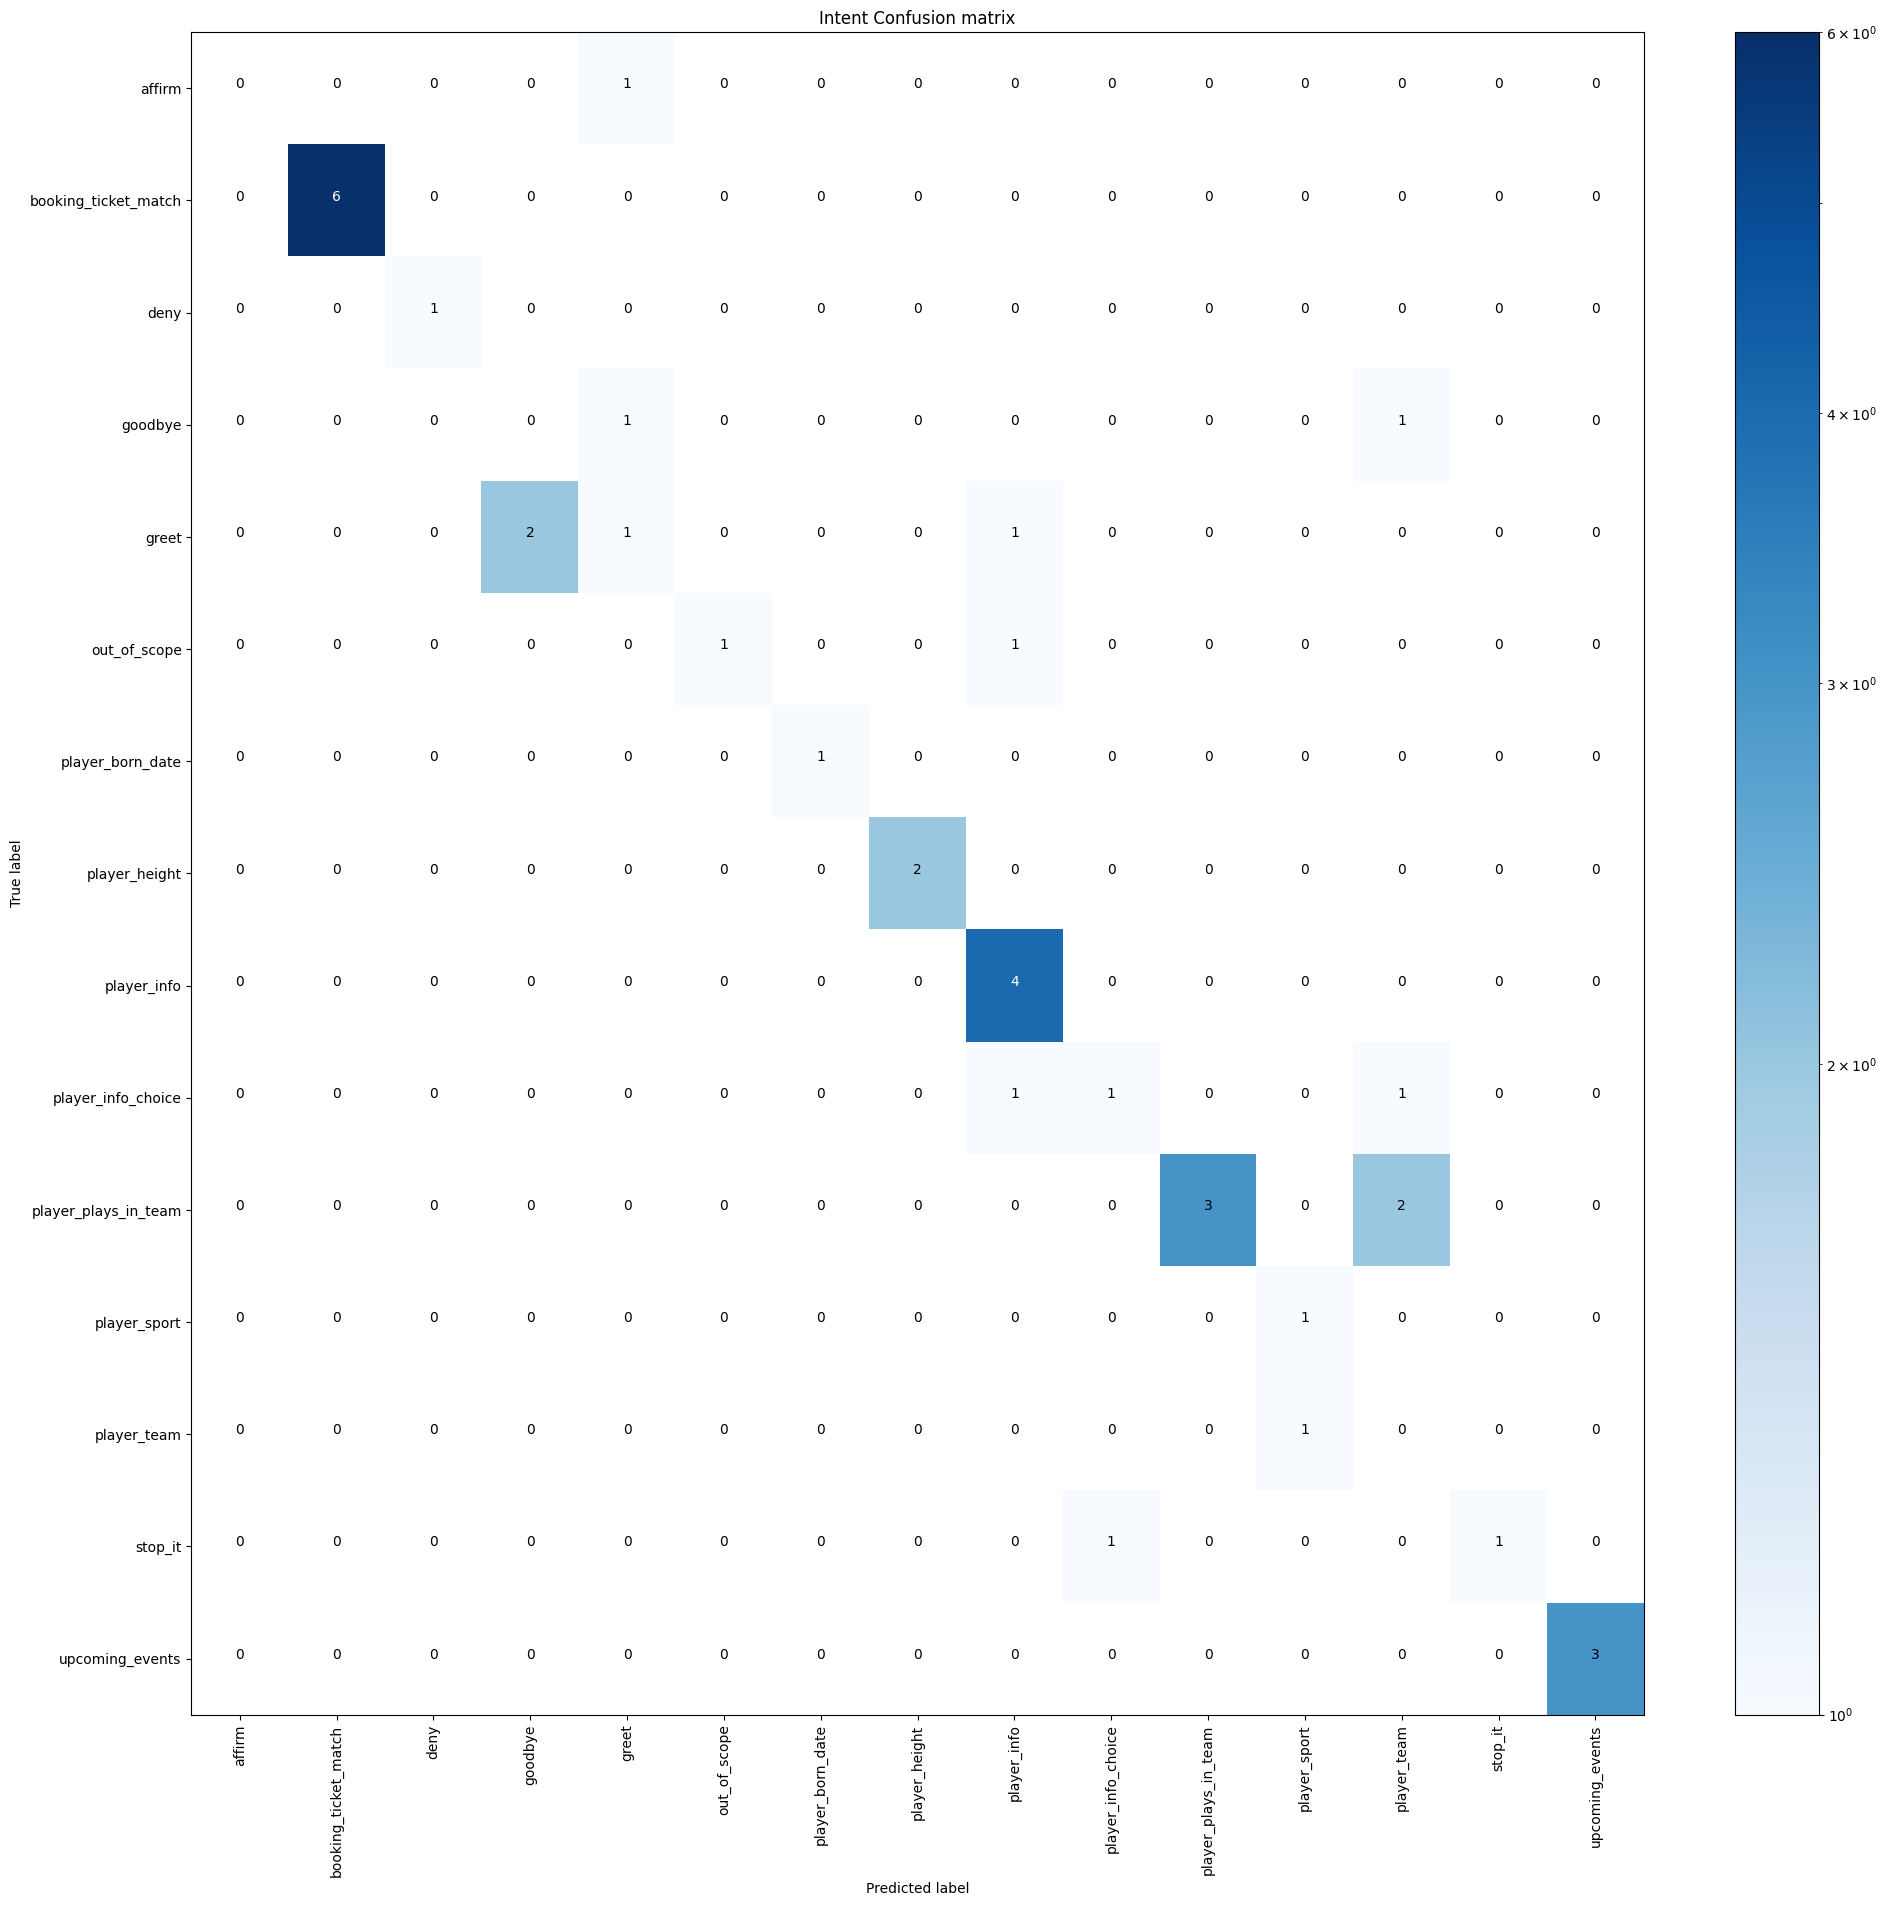 Intent Confusion matrix
affirm 0 0 0 0 1 0 0 0 0 0 0 0 0 0 0
booking_ticket_match 0 6 0 0 0 0 0 0 0 0 0 0 0 0 0
deny 0 0 1 0 0 0 0 0 0 0 0 0 0 0 0
goodbye 0 0 0 0 1 0 0 0 0 0 0 0 1 0 0
greet 0 0 0 2 1 0 0 0 1 0 0 0 0 0 0
out_of_scope 0 0 0 0 0 1 0 0 1 0 0 0 0 0 0
player_born_date 0 0 0 0 0 0 1 0 0 0 0 0 0 0 0
player_height 0 0 0 0 0 0 0 2 0 0 0 0 0 0 0
player_info 0 0 0 0 0 0 0 0 4 0 0 0 0 0 0
player_info_choice 0 0 0 0 0 0 0 0 1 1 0 0 1 0 0
player_plays_in_team 0 0 0 0 0 0 0 0 0 0 3 0 2 0 0
player_sport 0 0 0 0 0 0 0 0 0 0 0 1 0 0 0
player_team 0 0 0 0 0 0 0 0 0 0 0 1 0 0 0
stop_it 0 0 0 0 0 0 0 0 0 1 0 0 0 1 0
upcoming_events 0 0 0 0 0 0 0 0 0 0 0 0 0 0 3
True label
affirm
booking_ticket_match
deny
goodbye
greet
out_of_scope
player_born_date
player_height
player_info
player_info_choice
player_plays_in_team
player_sport
player_team
stop_it
upcoming_events
Predicted label
6 × 10⁰
4 × 10⁰
3 × 10⁰
2 × 10⁰
10⁰